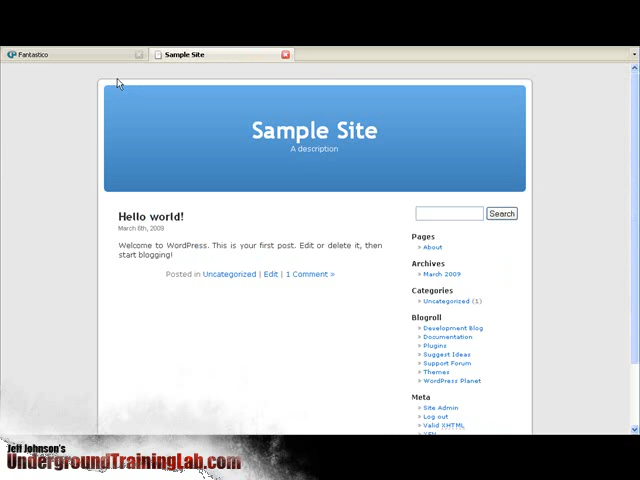 Fantastico
Sample Site
Sample Site
A description
Hello world!
March 6th, 2009
Welcome to WordPress. This is your first post. Edit or delete it, then
start blogging!
Posted in Uncategorized | Edit | 1 Comment »
Search
Pages
» About
Archives
» March 2009
Categories
» Uncategorized (1)
Blogroll
» Development Blog
» Documentation
» Plugins
» Suggest Ideas
» Support Forum
» Themes
» WordPress Planet
Meta
» Site Admin
» Log out
» Valid XHTML
» XFN
Jeff Johnson's
UndergroundTrainingLab.com